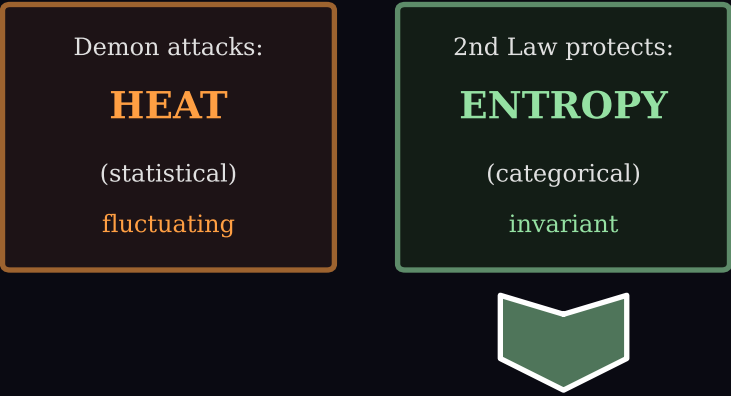 Demon attacks:
HEAT
(statistical)
fluctuating
2nd Law protects:
ENTROPY
(categorical)
invariant